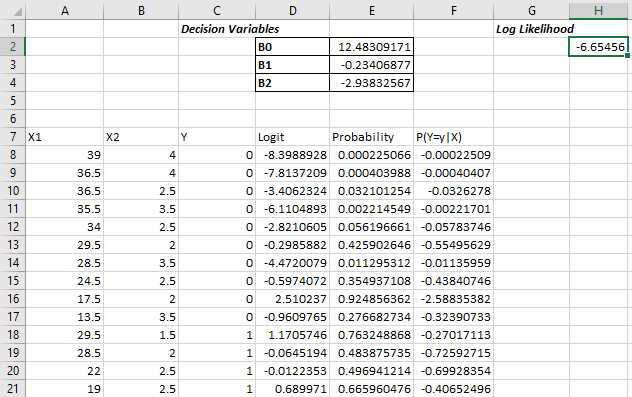 A B C D E F G H
1 Decision Variables Log Likelihood
2 B0 12.48309171 -6.65456
3 B1 -0.23406877
4 B2 -2.93832567
5
6
7 X1 X2 Y Logit Probability P(Y=y|X)
8 39 4 0 -8.3988928 0.000225066 -0.00022509
9 36.5 4 0 -7.8137209 0.000403988 -0.00040407
10 36.5 2.5 0 -3.4062324 0.032101254 -0.0326278
11 35.5 3.5 0 -6.1104893 0.002214549 -0.00221701
12 34 2.5 0 -2.8210605 0.056196661 -0.05783746
13 29.5 2 0 -0.2985882 0.425902646 -0.55495629
14 28.5 3.5 0 -4.4720079 0.011295312 -0.01135959
15 24.5 2.5 0 -0.5974072 0.354937108 -0.43840746
16 17.5 2 0 2.510237 0.924856362 -2.58835382
17 13.5 3.5 0 -0.9609765 0.276682734 -0.32390733
18 29.5 1.5 1 1.1705746 0.763248868 -0.27017113
19 28.5 2 1 -0.0645194 0.483875735 -0.72592715
20 22 2.5 1 -0.0122353 0.496941214 -0.69928354
21 19 2.5 1 0.689971 0.665960476 -0.40652496